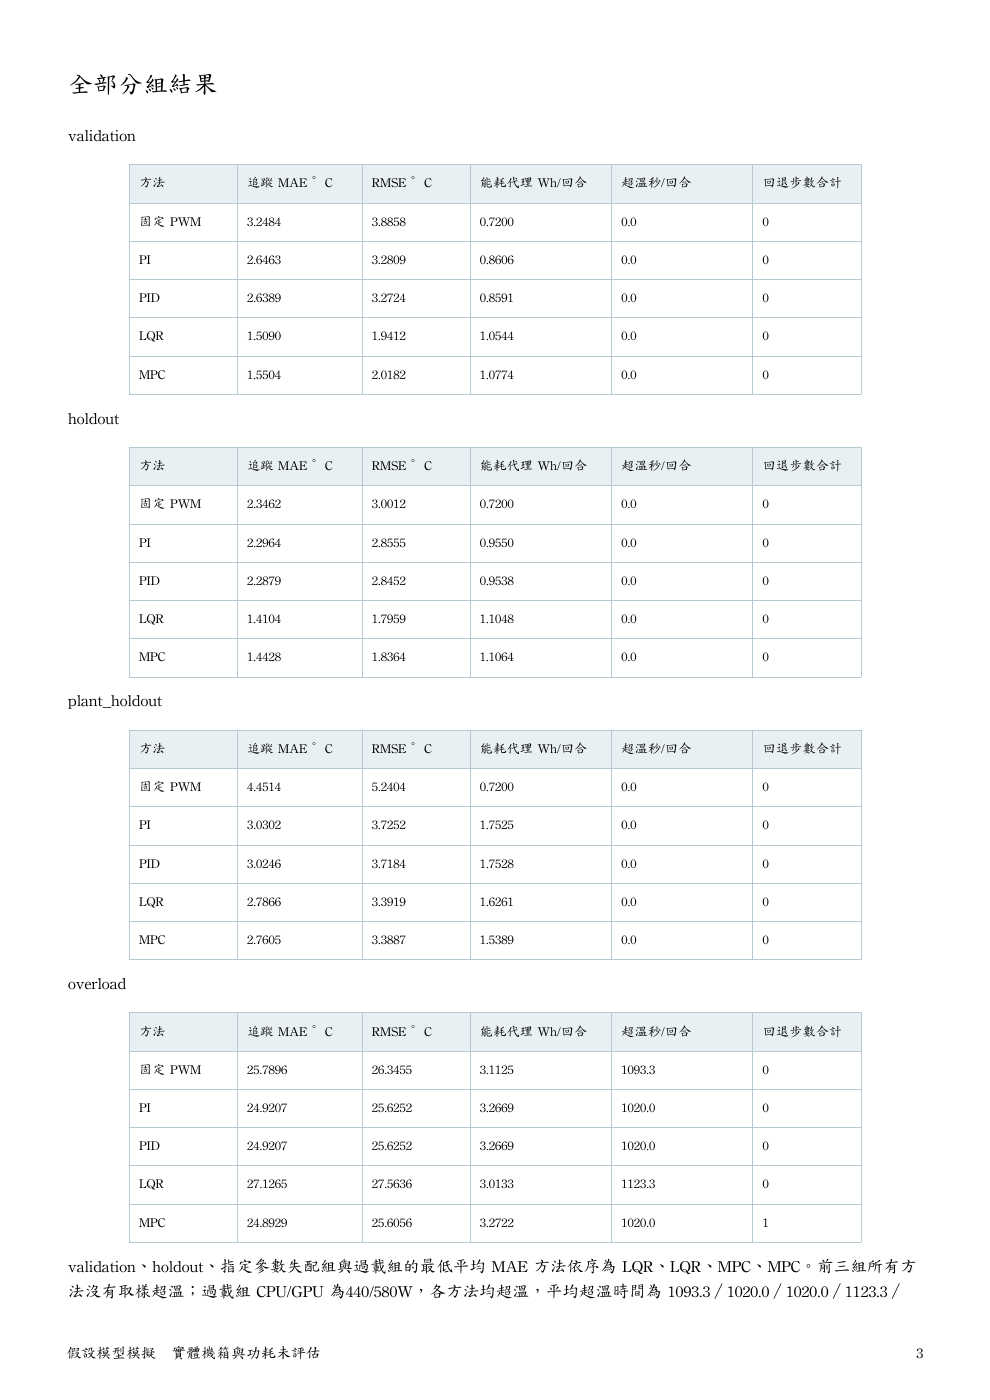 全部分組結果
validation
方法 追蹤 MAE °C RMSE °C 能耗代理 Wh/回合 超溫秒/回合 回退步數合計
固定 PWM 3.2484 3.8858 0.7200 0.0 0
PI 2.6463 3.2809 0.8606 0.0 0
PID 2.6389 3.2724 0.8591 0.0 0
LQR 1.5090 1.9412 1.0544 0.0 0
MPC 1.5504 2.0182 1.0774 0.0 0
holdout
方法 追蹤 MAE °C RMSE °C 能耗代理 Wh/回合 超溫秒/回合 回退步數合計
固定 PWM 2.3462 3.0012 0.7200 0.0 0
PI 2.2964 2.8555 0.9550 0.0 0
PID 2.2879 2.8452 0.9538 0.0 0
LQR 1.4104 1.7959 1.1048 0.0 0
MPC 1.4428 1.8364 1.1064 0.0 0
plant_holdout
方法 追蹤 MAE °C RMSE °C 能耗代理 Wh/回合 超溫秒/回合 回退步數合計
固定 PWM 4.4514 5.2404 0.7200 0.0 0
PI 3.0302 3.7252 1.7525 0.0 0
PID 3.0246 3.7184 1.7528 0.0 0
LQR 2.7866 3.3919 1.6261 0.0 0
MPC 2.7605 3.3887 1.5389 0.0 0
overload
方法 追蹤 MAE °C RMSE °C 能耗代理 Wh/回合 超溫秒/回合 回退步數合計
固定 PWM 25.7896 26.3455 3.1125 1093.3 0
PI 24.9207 25.6252 3.2669 1020.0 0
PID 24.9207 25.6252 3.2669 1020.0 0
LQR 27.1265 27.5636 3.0133 1123.3 0
MPC 24.8929 25.6056 3.2722 1020.0 1
validation、holdout、指定參數失配組與過載組的最低平均 MAE 方法依序為 LQR、LQR、MPC、MPC。前三組所有方
法沒有取樣超溫；過載組 CPU/GPU 為440/580W，各方法均超溫，平均超溫時間為 1093.3 / 1020.0 / 1020.0 / 1123.3 /
假設模型模擬　實體機箱與功耗未評估 3